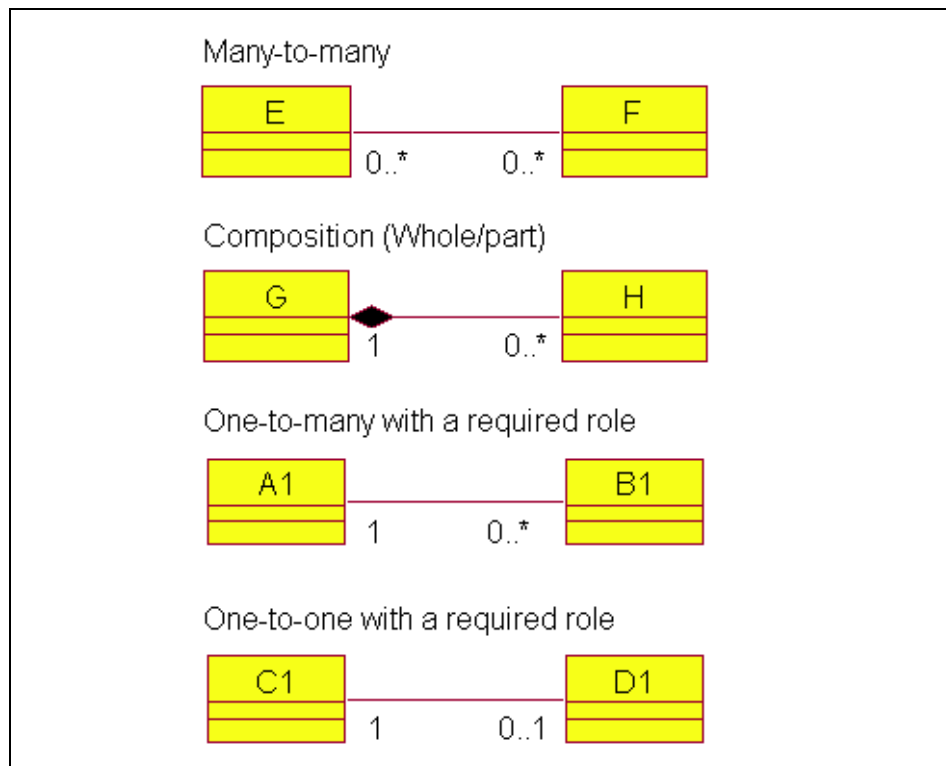 Many-to-many
E F
0..* 0..*
Composition (Whole/part)
G H
1 0..*
One-to-many with a required role
A1 B1
1 0..*
One-to-one with a required role
C1 D1
1 0..1